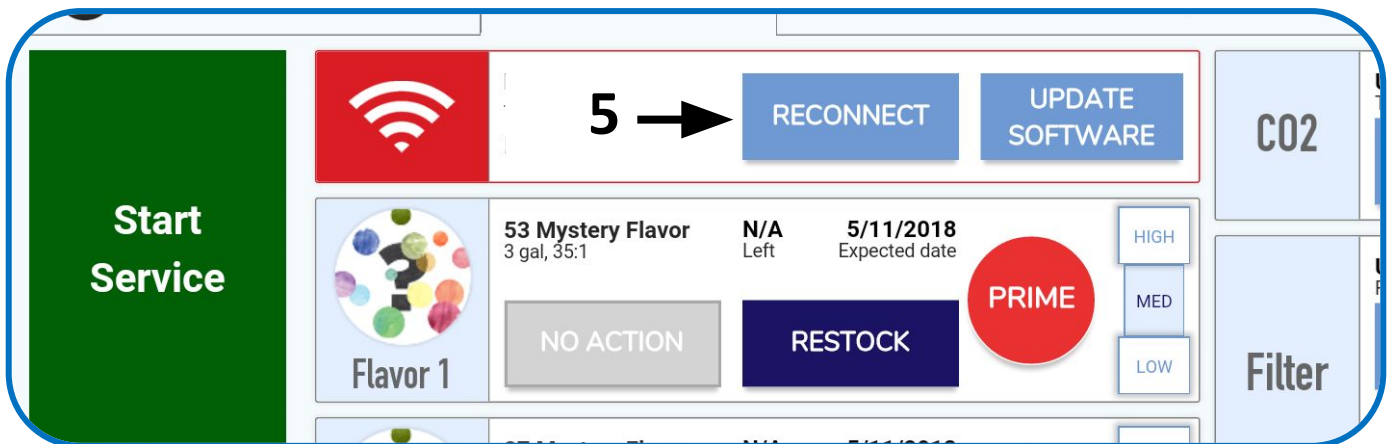 Start
Service
5
RECONNECT
UPDATE
SOFTWARE
CO2
53 Mystery Flavor
3 gal, 35:1
N/A
Left
5/11/2018
Expected date
PRIME
HIGH
MED
LOW
NO ACTION
RESTOCK
Flavor 1
Filter